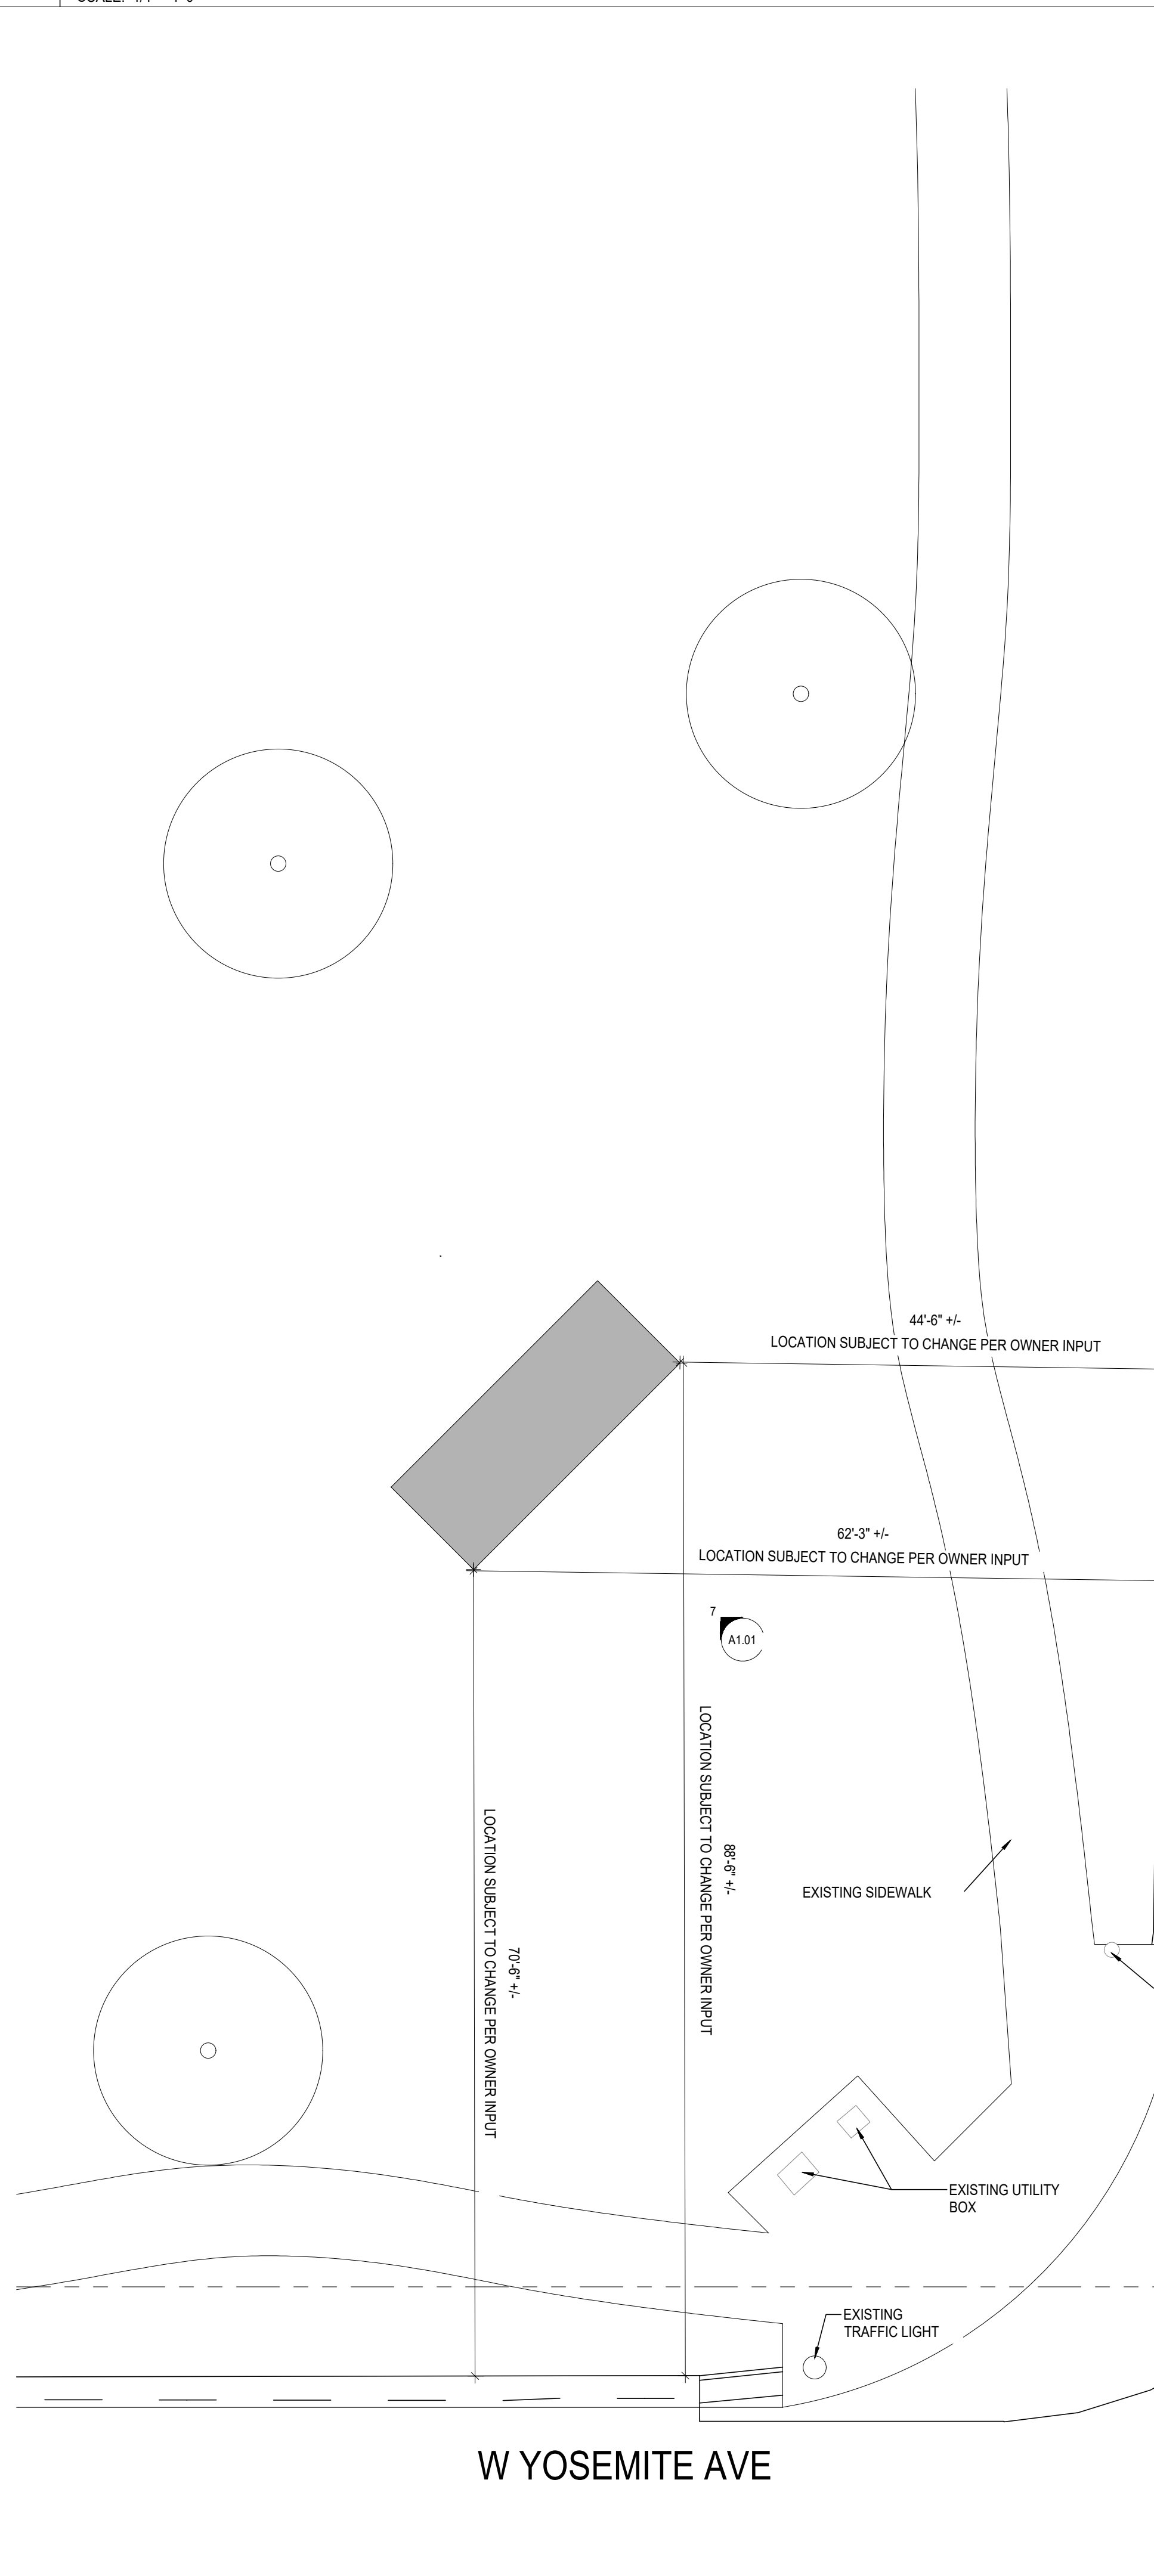 44'-6" +/-
LOCATION SUBJECT TO CHANGE PER OWNER INPUT
62'-3" +/-
LOCATION SUBJECT TO CHANGE PER OWNER INPUT
7
A1.01
LOCATION SUBJECT TO CHANGE PER OWNER INPUT
88'-6" +/-
LOCATION SUBJECT TO CHANGE PER OWNER INPUT
70'-6" +/-
EXISTING SIDEWALK
EXISTING UTILITY
BOX
EXISTING
TRAFFIC LIGHT
W YOSEMITE AVE